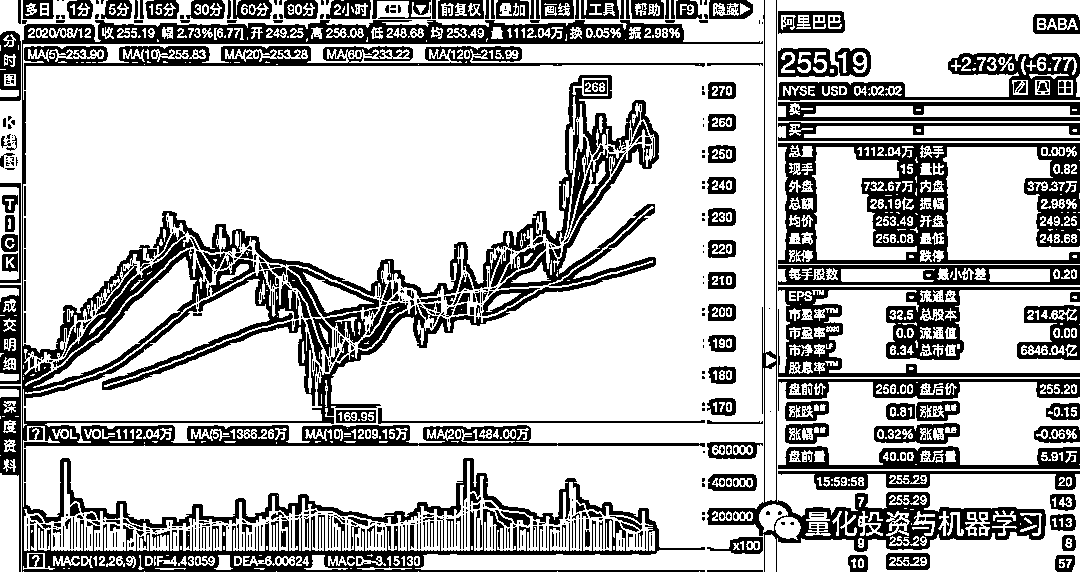 多日 1分 5分 15分 30分 60分 90分 2小时 前复权 叠加 画线 工具 帮助 F9 隐藏
2020/08/12 收 255.19 幅 2.73%[6.77] 开 249.25 高 256.08 低 248.68 均 253.49 量 1112.04万 换 0.05% 振 2.98%
MA(5)=253.90 MA(10)=255.83 MA(20)=253.28 MA(60)=233.22 MA(120)=215.99
分时图
K线图
TICK
成交明细
深度资料
268
169.95
270
260
250
240
230
220
210
200
190
180
170
? VOL VOL=1112.04万 MA(5)=1366.26万 MA(10)=1209.15万 MA(20)=1484.00万
600000
400000
200000
x100
? MACD(12,26,9) DIF=4.43059 DEA=6.00624 MACD=-3.15130
阿里巴巴 BABA
255.19 +2.73% (+6.77)
NYSE USD 04:02:02
卖一 - -
买一 - -
总量 1112.04万 换手 0.00%
现手 15 量比 0.82
外盘 732.67万 内盘 379.37万
总额 28.19亿 振幅 2.98%
均价 253.49 开盘 249.25
最高 256.08 最低 248.68
涨停 - 跌停 -
每手股数 - 最小价差 0.20
EPS™ - 流通盘 -
市盈率TTM 32.5 总股本 214.62亿
市盈率2020 0.0 流通值 0.00
市净率LF 6.34 总市值 6846.04亿
股息率TTM -
盘前价 256.00 盘后价 255.20
涨跌 0.81 涨跌 -0.15
涨幅 0.32% 涨幅 -0.06%
盘前量 40.00 盘后量 5.91万
15:59:58 255.29 20
7 255.29 143
113
9 255.29 8
10 255.29 57
量化投资与机器学习